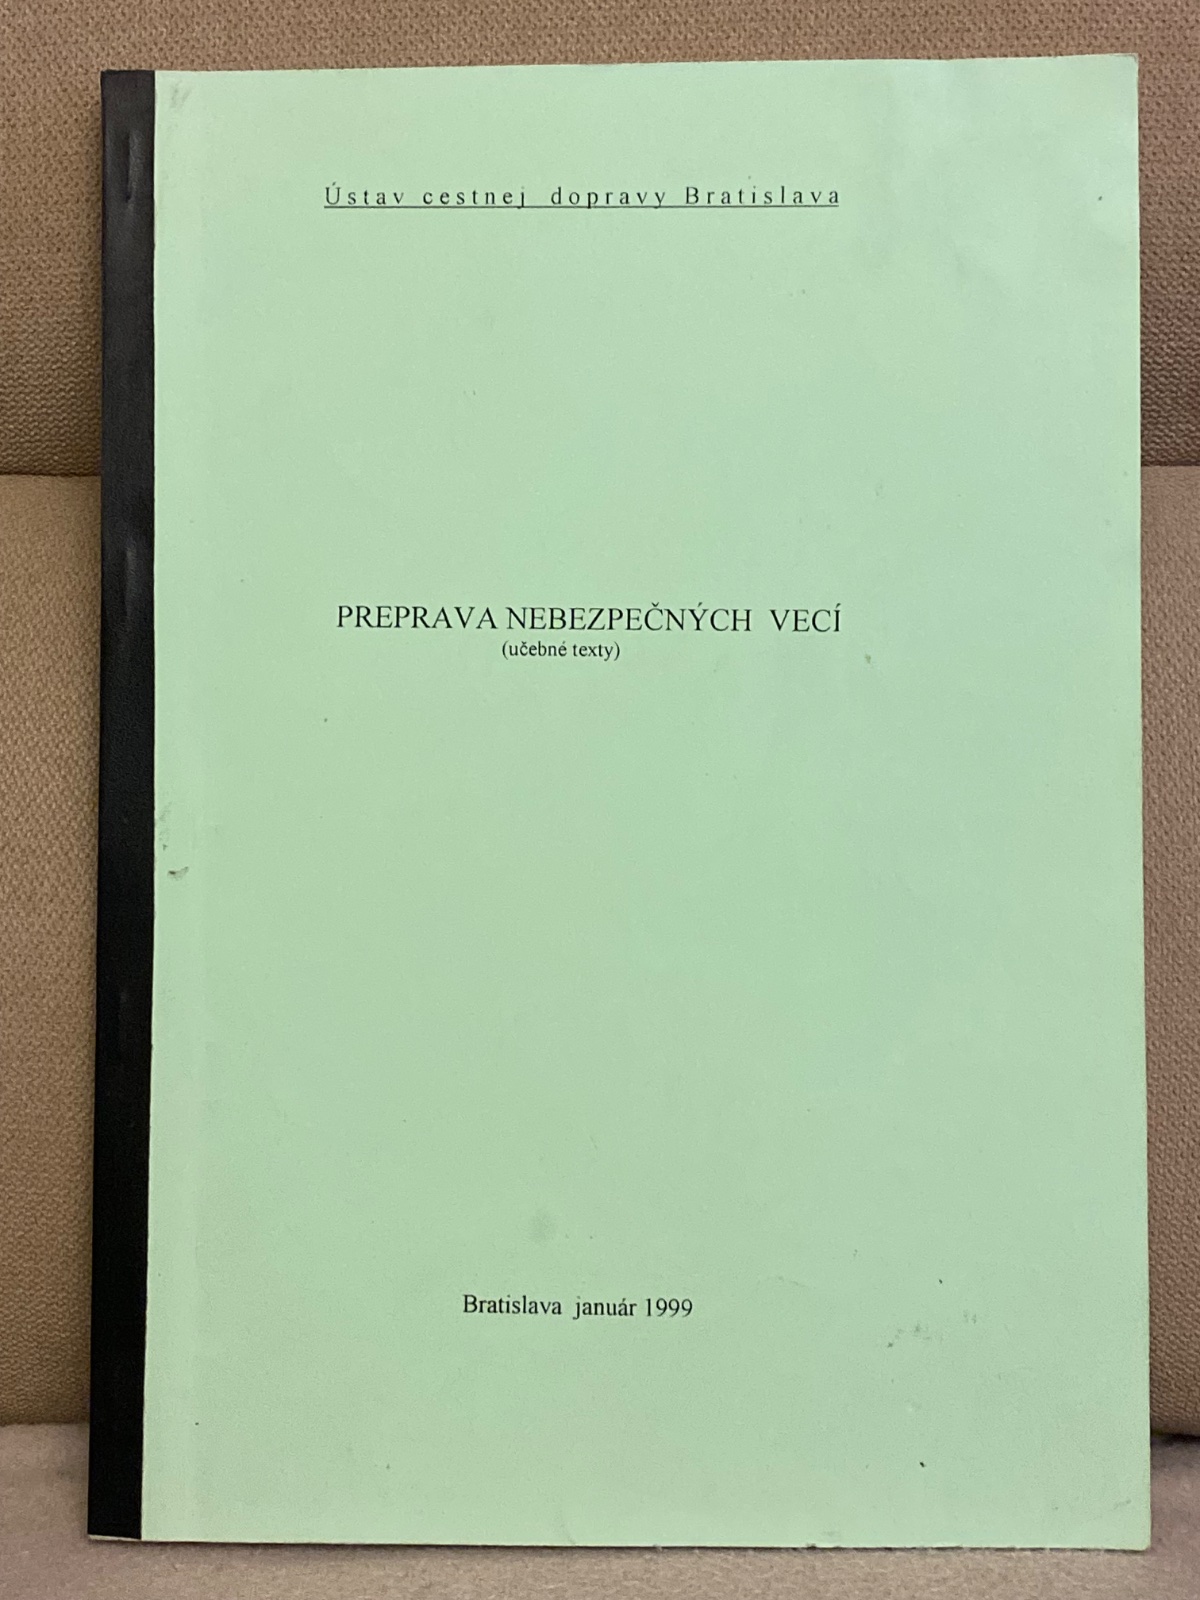 Ústav cestnej dopravy Bratislava
PREPRAVA NEBEZPEČNÝCH VECÍ
(učebné texty)
Bratislava január 1999